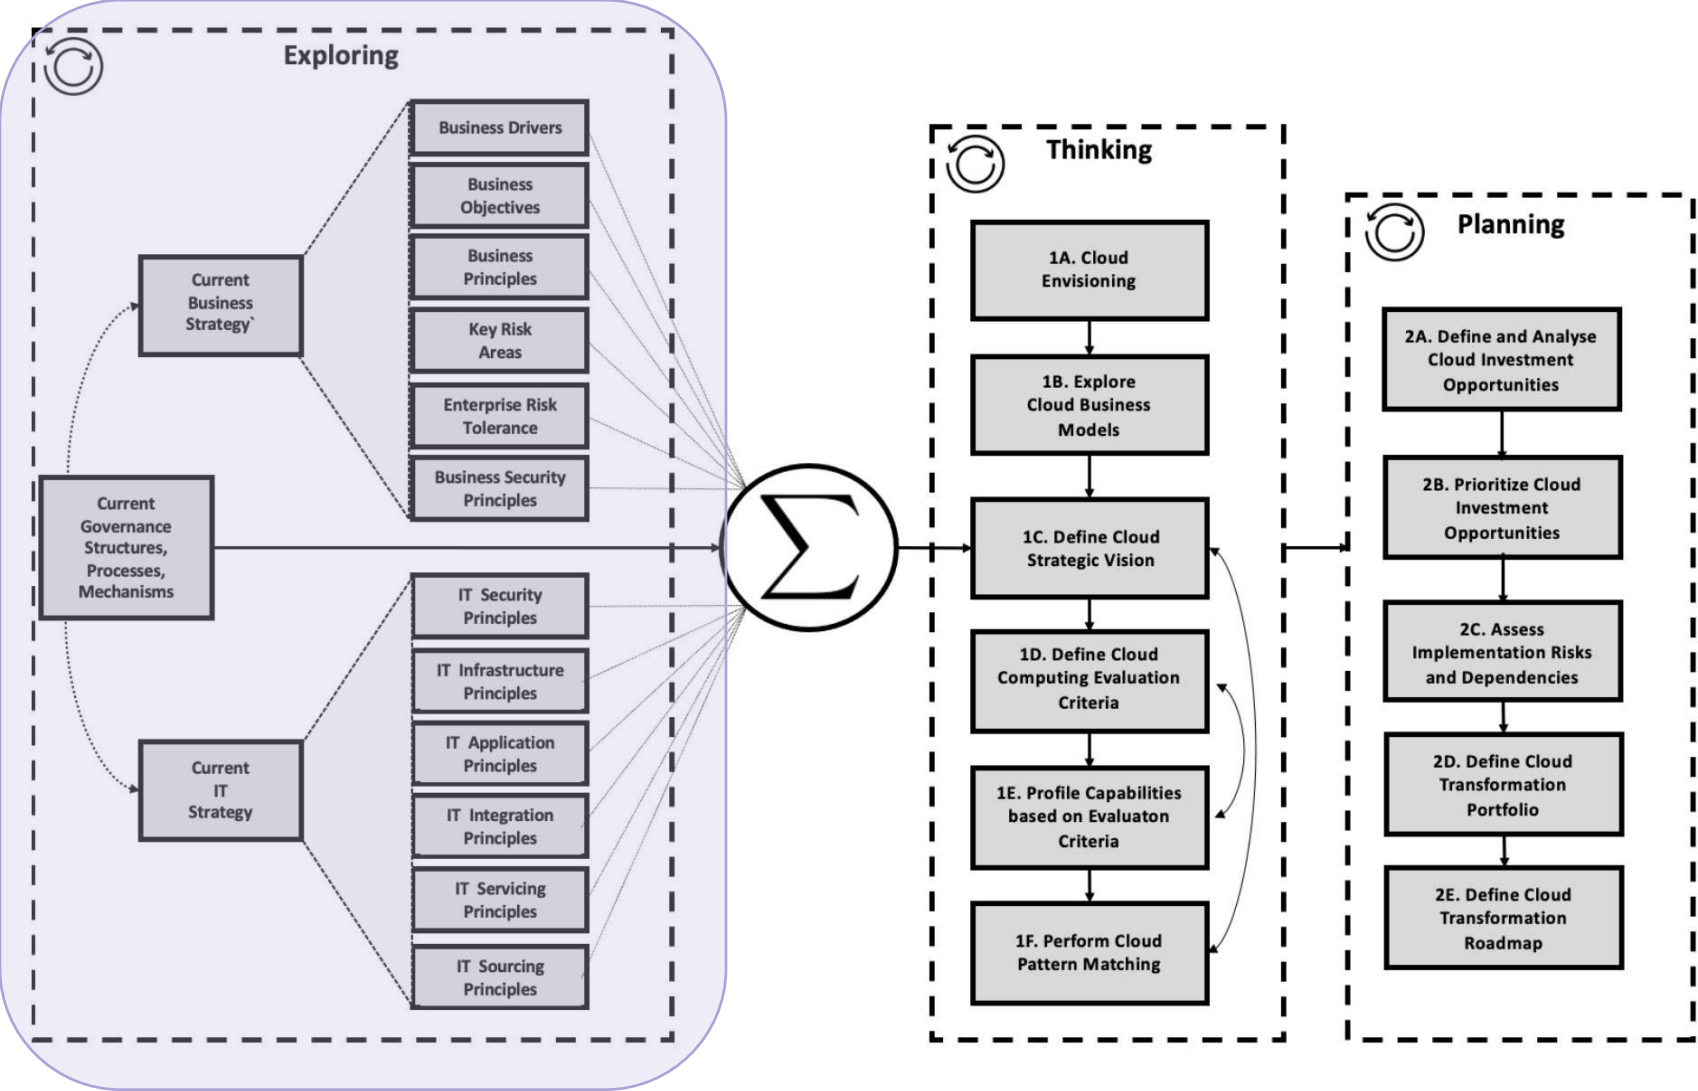 Exploring
Business Drivers
Business
Objectives
Business
Principles
Key Risk
Areas
Enterprise Risk
Tolerance
Business Security
Principles
Current
Business
Strategy`
Current
Governance
Structures,
Processes,
Mechanisms
Current
IT
Strategy
IT Security
Principles
IT Infrastructure
Principles
IT Application
Principles
IT Integration
Principles
IT Servicing
Principles
IT Sourcing
Principles
Σ
Thinking
1A. Cloud
Envisioning
1B. Explore
Cloud Business
Models
1C. Define Cloud
Strategic Vision
1D. Define Cloud
Computing Evaluation
Criteria
1E. Profile Capabilities
based on Evaluaton
Criteria
1F. Perform Cloud
Pattern Matching
Planning
2A. Define and Analyse
Cloud Investment
Opportunities
2B. Prioritize Cloud
Investment
Opportunities
2C. Assess
Implementation Risks
and Dependencies
2D. Define Cloud
Transformation
Portfolio
2E. Define Cloud
Transformation
Roadmap